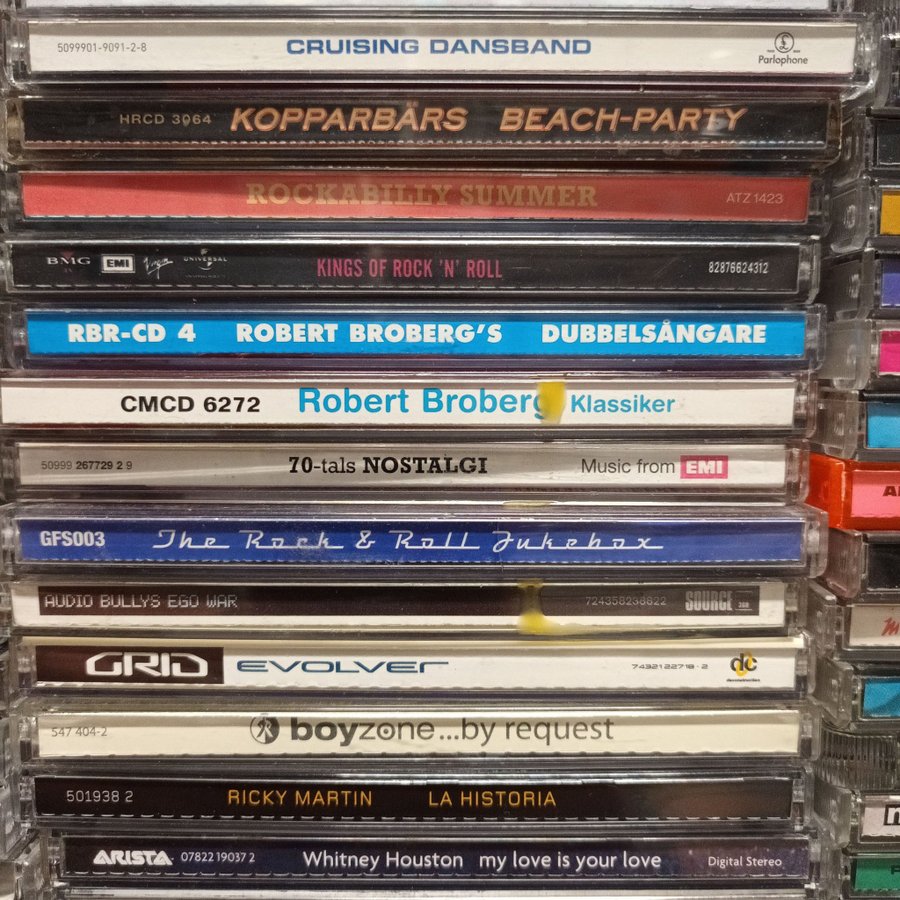 5099901-9091-2-8 CRUISING DANSBAND Parlophone
HRCD 3064 KOPPARBÄRS BEACH-PARTY
ROCKABILLY SUMMER ATZ 1423
BMG EMI Virgin UNIVERSAL KINGS OF ROCK 'N' ROLL 82876624312
RBR-CD 4 ROBERT BROBERG'S DUBBELSÅNGARE
CMCD 6272 Robert Broberg Klassiker
50999 267729 2 9 70-tals NOSTALGI Music from EMI
GFS003 The Rock & Roll Jukebox
AUDIO BULLYS EGO WAR SOURCE
GRID EVOLVER 74321 22718-2 dc deconstruction
547 404-2 boyzone...by request
501938 2 RICKY MARTIN LA HISTORIA
ARISTA 07822 19037 2 Whitney Houston my love is your love Digital Stereo